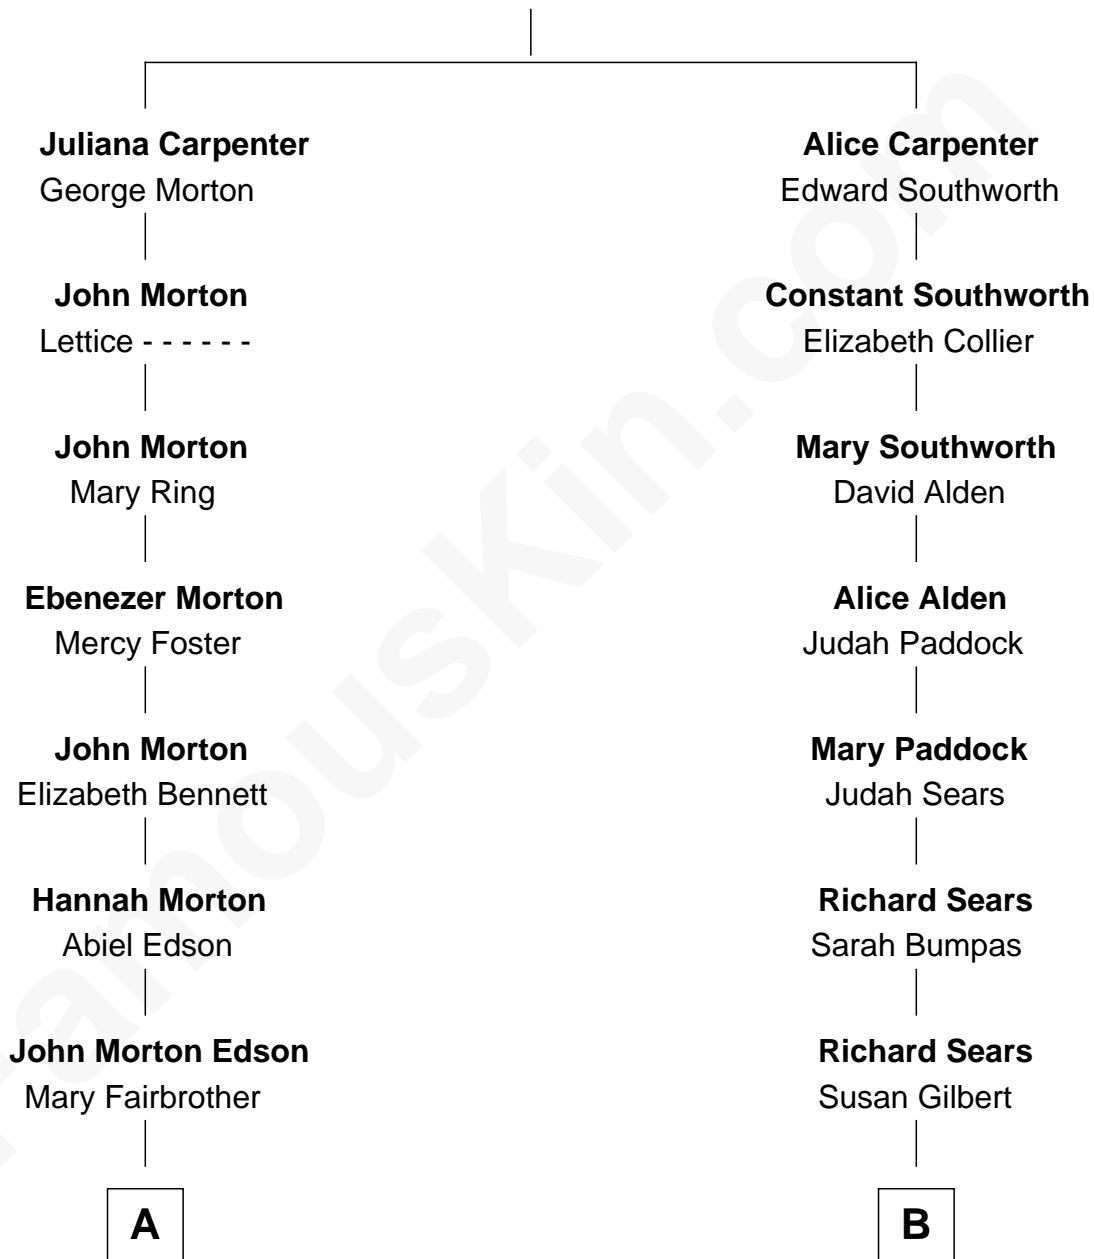 Juliana Carpenter
George Morton
John Morton
Lettice - - - - - -
John Morton
Mary Ring
Ebenezer Morton
Mercy Foster
John Morton
Elizabeth Bennett
Hannah Morton
Abiel Edson
John Morton Edson
Mary Fairbrother
A
Alice Carpenter
Edward Southworth
Constant Southworth
Elizabeth Collier
Mary Southworth
David Alden
Alice Alden
Judah Paddock
Mary Paddock
Judah Sears
Richard Sears
Sarah Bumpas
Richard Sears
Susan Gilbert
B
FamousKin.com